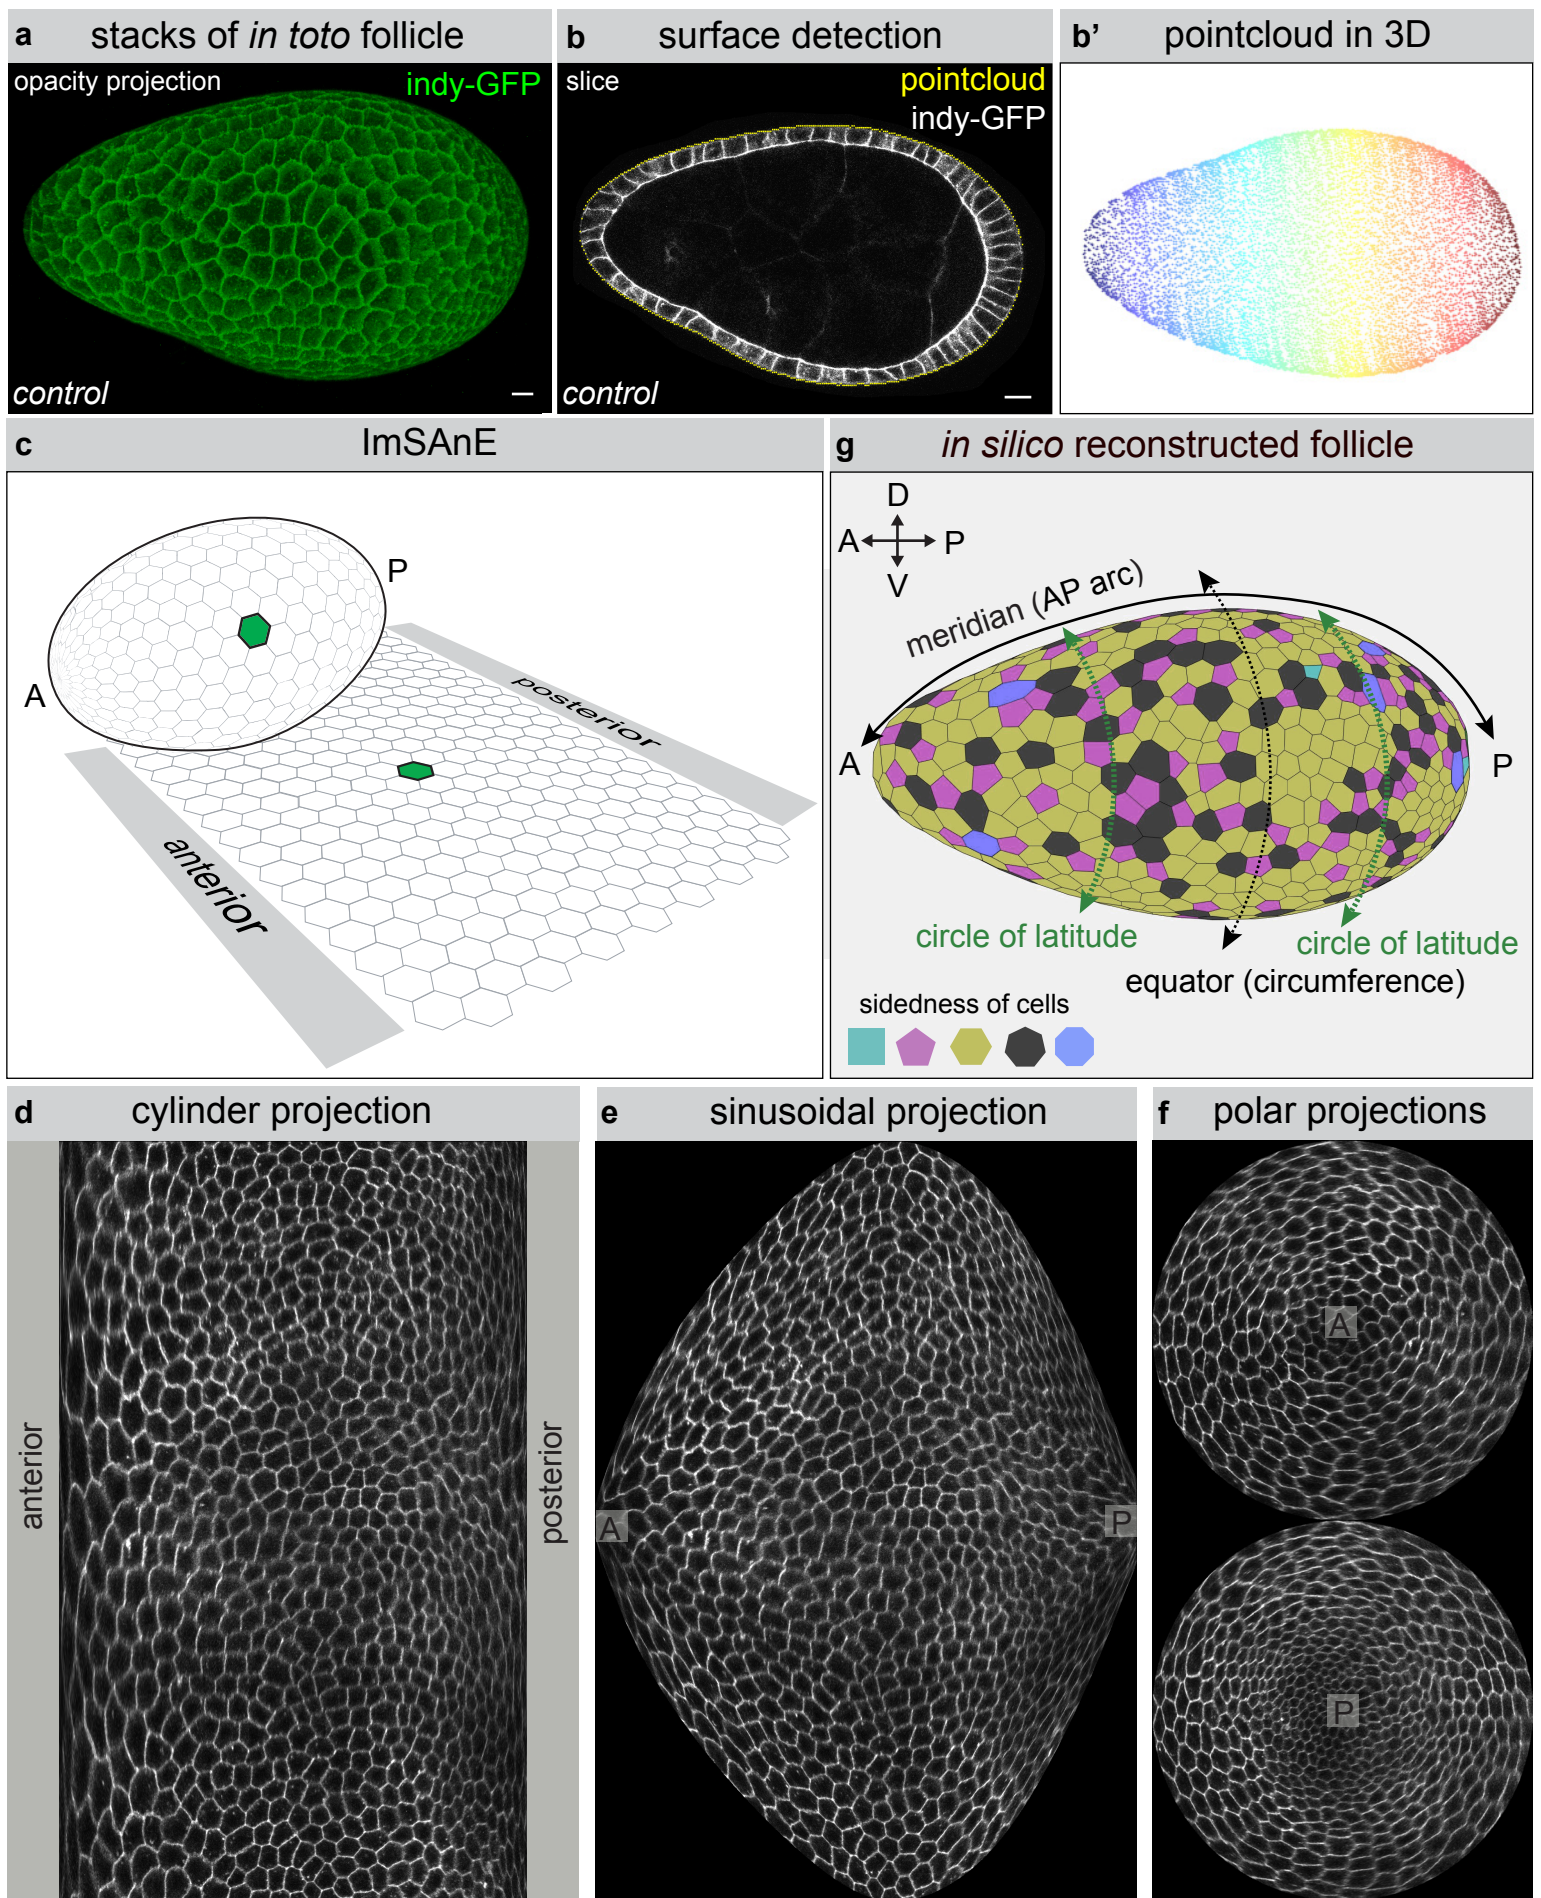 a stacks of in toto follicle
opacity projection indy-GFP
control
b surface detection
slice pointcloud
indy-GFP
control
b’ pointcloud in 3D
c ImSAnE
P
A
posterior
anterior
g in silico reconstructed follicle
D
A P
V
meridian (AP arc)
A
P
circle of latitude
circle of latitude
equator (circumference)
sidedness of cells
d cylinder projection
anterior
posterior
e sinusoidal projection
A
P
f polar projections
A
P